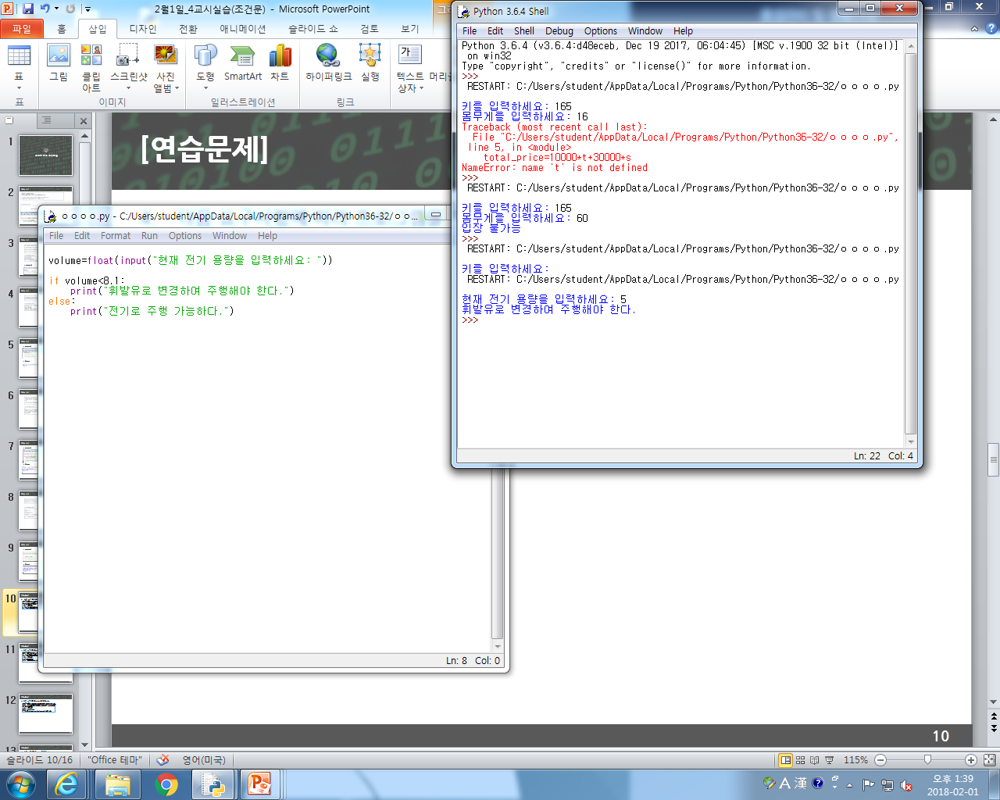 2월1일_4교시실습(조건문) - Microsoft PowerPoint
파일 홈 삽입 디자인 전환 애니메이션 슬라이드 쇼 검토 보기
표 그림 클립 아트 스크린샷 사진 앨범 도형 SmartArt 차트 하이퍼링크 실행 텍스트 상자
표 이미지 일러스트레이션 링크
[연습문제]
1
2
3
4
5
6
7
8
9
10
11
12
13
ㅇㅇㅇㅇ.py - C:/Users/student/AppData/Local/Programs/Python/Python36-32/ㅇㅇ...
File Edit Format Run Options Window Help
volume=float(input("현재 전기 용량을 입력하세요: "))
if volume<8.1:
print("휘발유로 변경하여 주행해야 한다.")
else:
print("전기로 주행 가능하다.")
Ln: 8 Col: 0
Python 3.6.4 Shell
File Edit Shell Debug Options Window Help
Python 3.6.4 (v3.6.4:d48eceb, Dec 19 2017, 06:04:45) [MSC v.1900 32 bit (Intel)]
on win32
Type "copyright", "credits" or "license()" for more information.
>>>
RESTART: C:/Users/student/AppData/Local/Programs/Python/Python36-32/ㅇㅇㅇㅇ.py
키를 입력하세요: 165
몸무게를 입력하세요: 16
Traceback (most recent call last):
File "C:/Users/student/AppData/Local/Programs/Python/Python36-32/ㅇㅇㅇㅇ.py",
line 5, in <module>
total_price=10000*t+30000*s
NameError: name 't' is not defined
>>>
RESTART: C:/Users/student/AppData/Local/Programs/Python/Python36-32/ㅇㅇㅇㅇ.py
키를 입력하세요: 165
몸무게를 입력하세요: 60
입장 불가능
>>>
RESTART: C:/Users/student/AppData/Local/Programs/Python/Python36-32/ㅇㅇㅇㅇ.py
키를 입력하세요:
RESTART: C:/Users/student/AppData/Local/Programs/Python/Python36-32/ㅇㅇㅇㅇ.py
현재 전기 용량을 입력하세요: 5
휘발유로 변경하여 주행해야 한다.
>>>
Ln: 22 Col: 4
10
슬라이드 10/16 "Office 테마" 영어(미국) 115%
A 漢 오후 1:39
2018-02-01